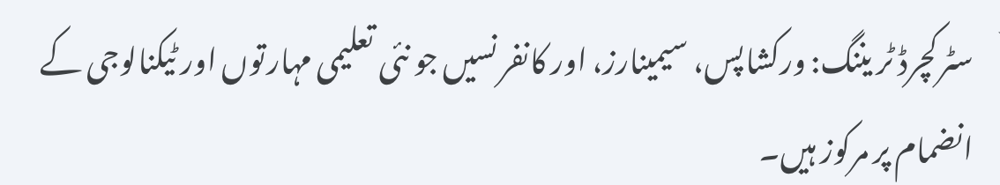 سٹرکچرڈ ٹریننگ: ورکشاپس، سیمینارز، اور کانفرنسیں جو نئی تعلیمی مہارتوں اور ٹیکنالوجی کے
انضمام پر مرکوز ہیں۔